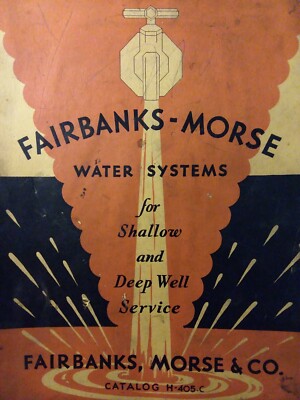 FAIRBANKS-MORSE
WATER SYSTEMS
for
Shallow
and
Deep Well
Service
FAIRBANKS, MORSE & CO.
CATALOG H-405-C